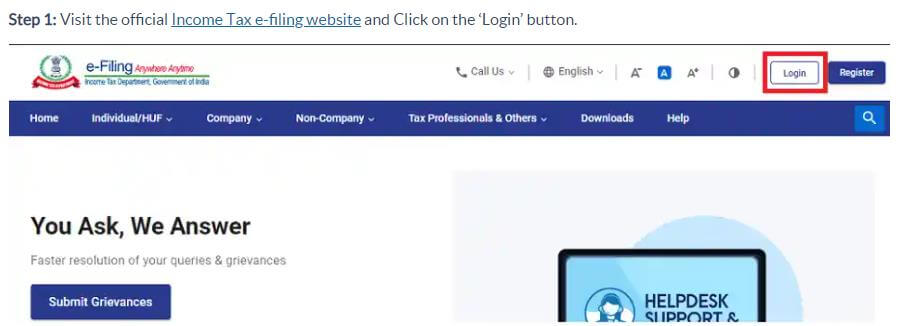 Step 1: Visit the official Income Tax e-filing website and Click on the ‘Login’ button.
e-Filing Anywhere Anytime
Income Tax Department, Government of India
Call Us
English
A-
A
A+
Login
Register
Home
Individual/HUF
Company
Non-Company
Tax Professionals & Others
Downloads
Help
You Ask, We Answer
Faster resolution of your queries & grievances
Submit Grievances
HELPDESK
SUPPORT &